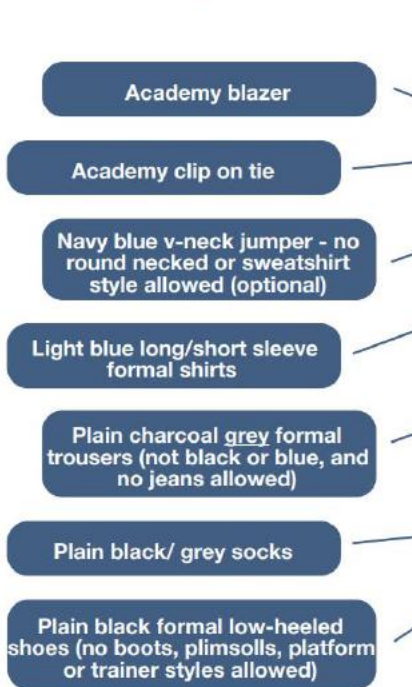 Academy blazer
Academy clip on tie
Navy blue v-neck jumper - no
round necked or sweatshirt
style allowed (optional)
Light blue long/short sleeve
formal shirts
Plain charcoal grey formal
trousers (not black or blue, and
no jeans allowed)
Plain black/ grey socks
Plain black formal low-heeled
shoes (no boots, plimsolls, platform
or trainer styles allowed)